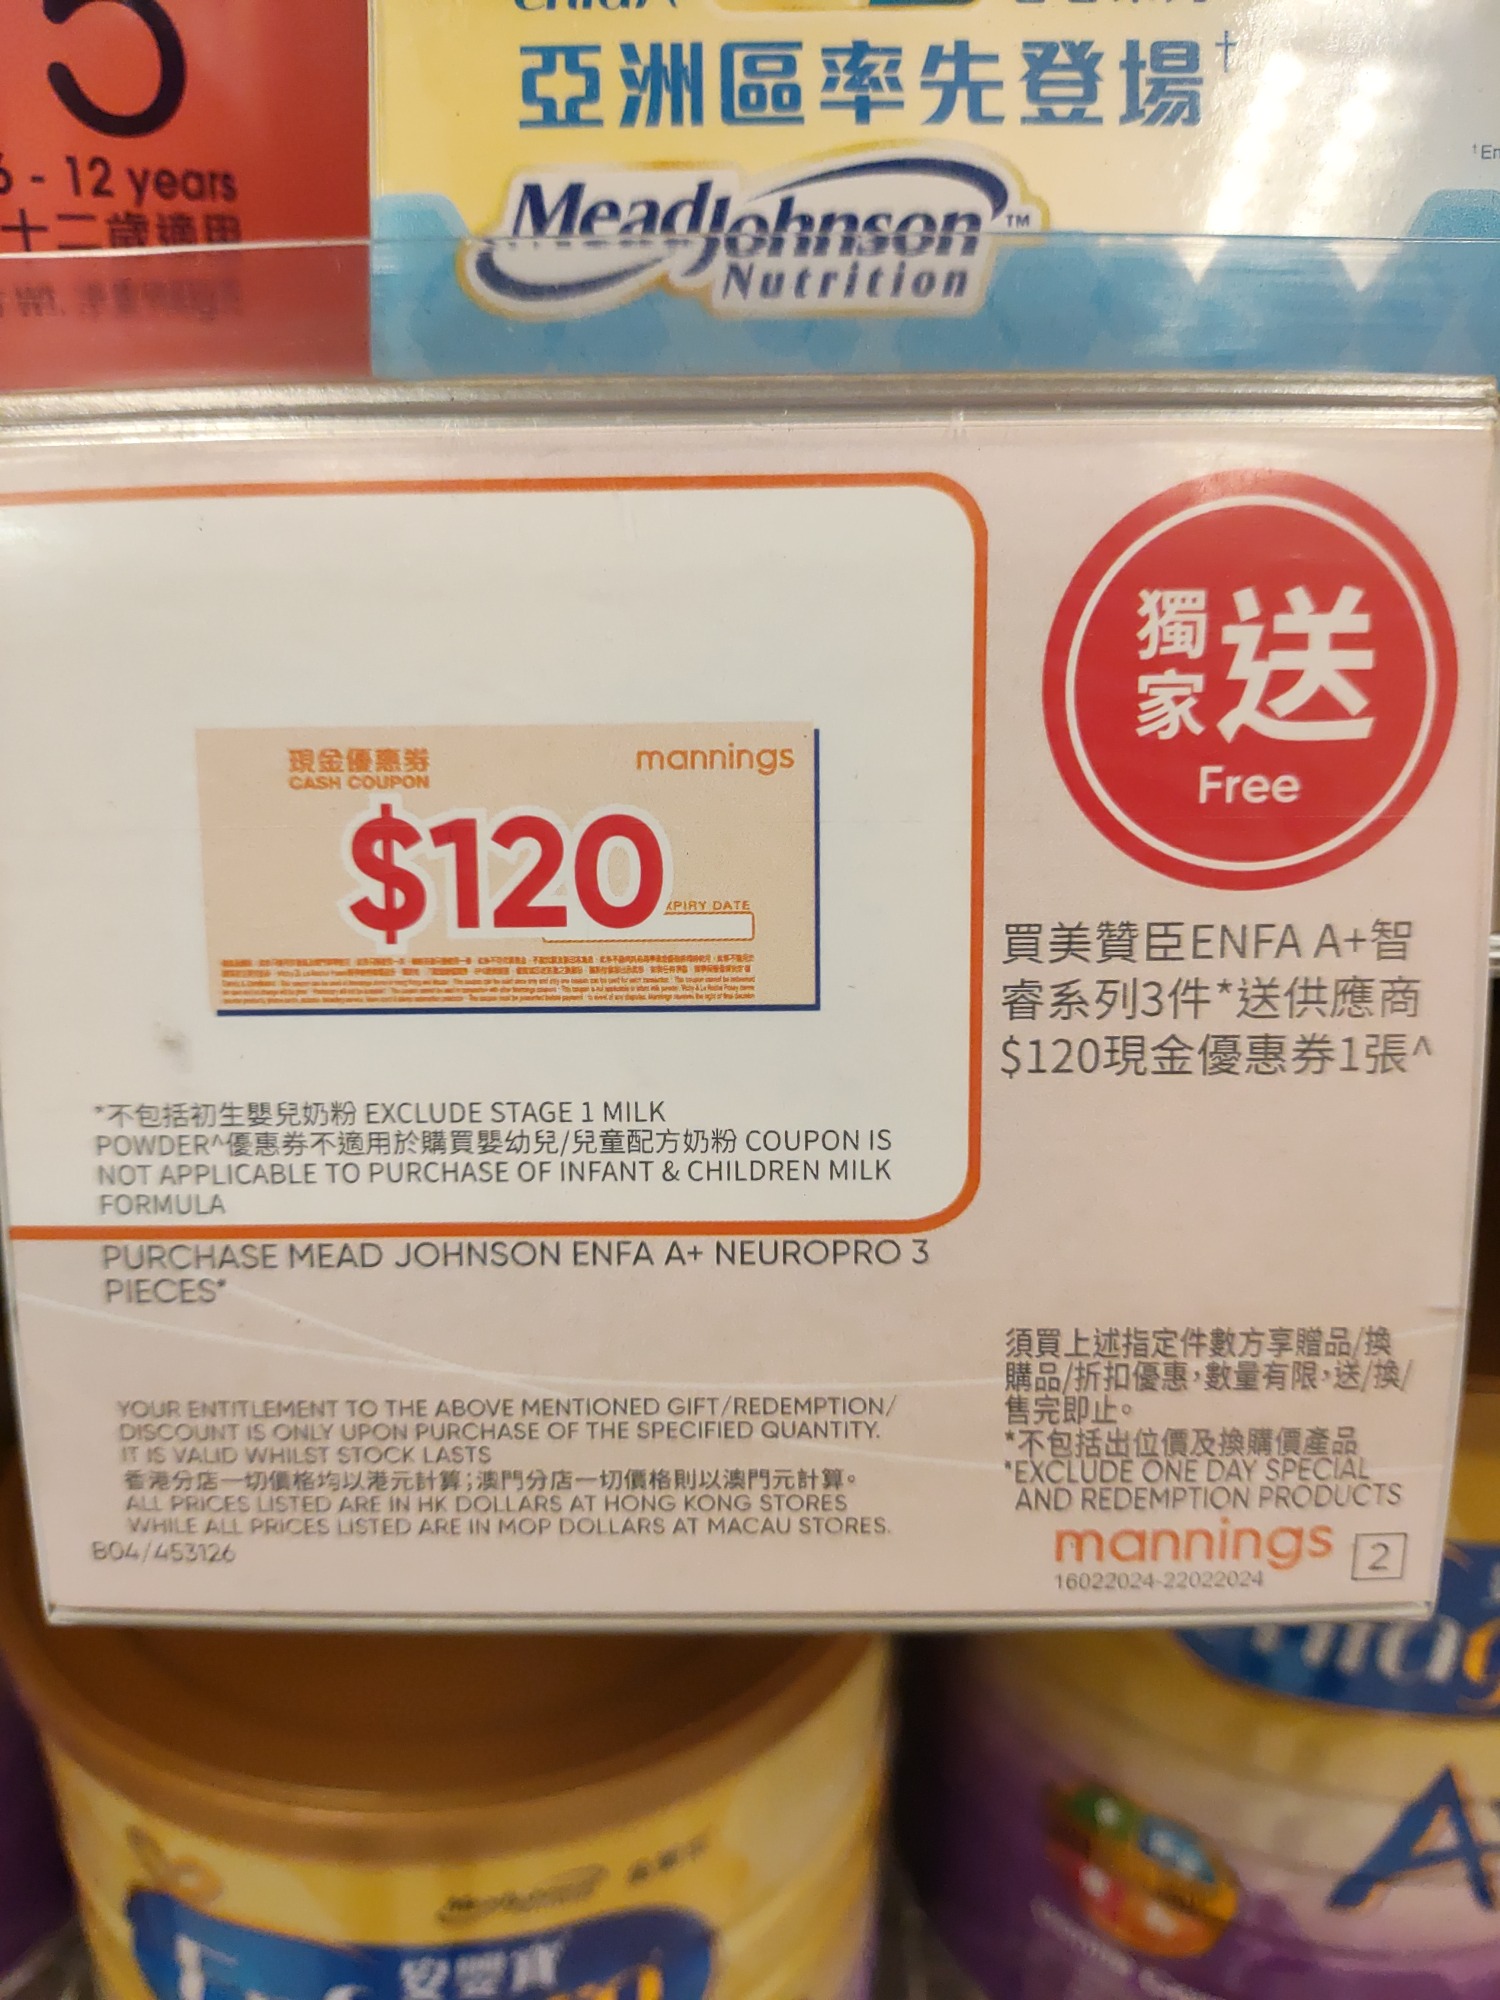 5
- 12 years
十二歲適用
Wt.
亞洲區率先登場†
†En
MeadJohnson™
Nutrition
獨家送
Free
現金優惠券
CASH COUPON
mannings
$120
XPIRY DATE
買美贊臣ENFA A+智
睿系列3件*送供應商
$120現金優惠券1張^
*不包括初生嬰兒奶粉 EXCLUDE STAGE 1 MILK
POWDER^優惠券不適用於購買嬰幼兒/兒童配方奶粉 COUPON IS
NOT APPLICABLE TO PURCHASE OF INFANT & CHILDREN MILK
FORMULA
PURCHASE MEAD JOHNSON ENFA A+ NEUROPRO 3
PIECES*
YOUR ENTITLEMENT TO THE ABOVE MENTIONED GIFT/REDEMPTION/
DISCOUNT IS ONLY UPON PURCHASE OF THE SPECIFIED QUANTITY.
IT IS VALID WHILST STOCK LASTS
香港分店一切價格均以港元計算;澳門分店一切價格則以澳門元計算。
ALL PRICES LISTED ARE IN HK DOLLARS AT HONG KONG STORES
WHILE ALL PRICES LISTED ARE IN MOP DOLLARS AT MACAU STORES.
B04/453126
須買上述指定件數方享贈品/換
購品/折扣優惠,數量有限,送/換/
售完即止。
*不包括出位價及換購價產品
*EXCLUDE ONE DAY SPECIAL
AND REDEMPTION PRODUCTS
mannings 2
16022024-22022024
安嬰寶
A+